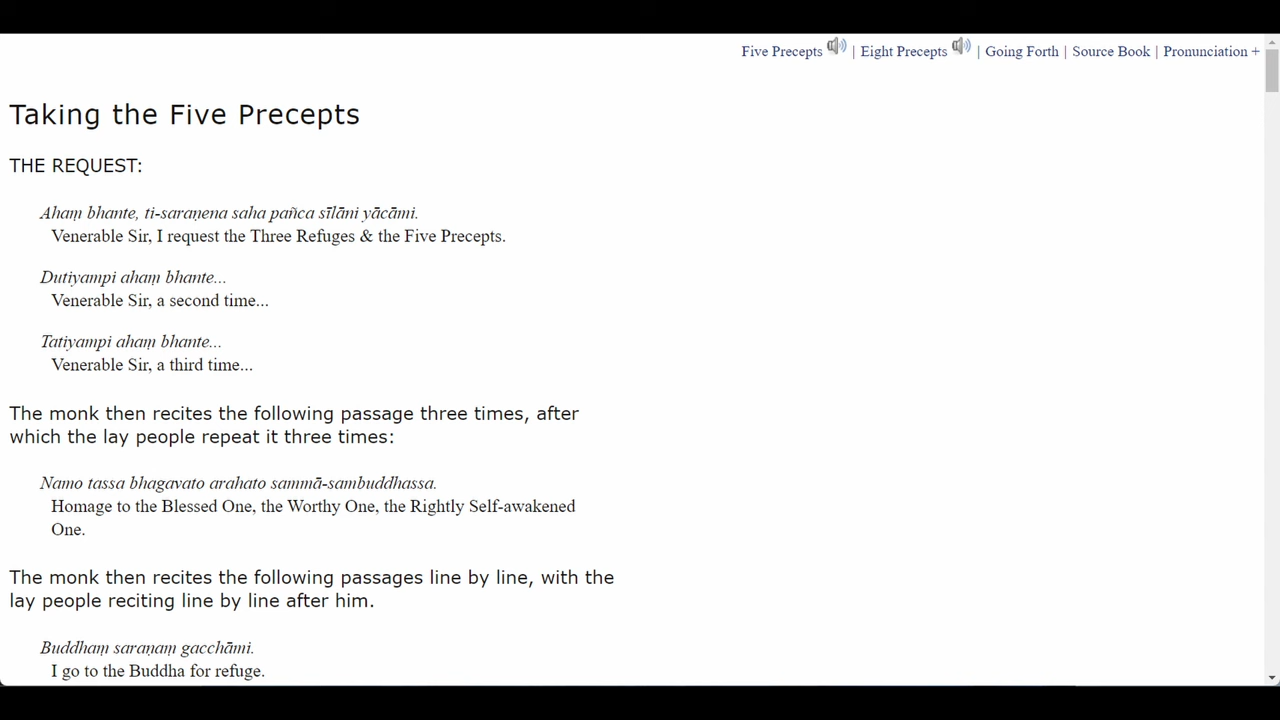 Five Precepts | Eight Precepts | Going Forth | Source Book | Pronunciation +
Taking the Five Precepts
THE REQUEST:
Ahaṃ bhante, ti-saraṇena saha pañca sīlāni yācāmi.
Venerable Sir, I request the Three Refuges & the Five Precepts.
Dutiyampi ahaṃ bhante...
Venerable Sir, a second time...
Tatiyampi ahaṃ bhante...
Venerable Sir, a third time...
The monk then recites the following passage three times, after
which the lay people repeat it three times:
Namo tassa bhagavato arahato sammā-sambuddhassa.
Homage to the Blessed One, the Worthy One, the Rightly Self-awakened
One.
The monk then recites the following passages line by line, with the
lay people reciting line by line after him.
Buddhaṃ saraṇaṃ gacchāmi.
I go to the Buddha for refuge.